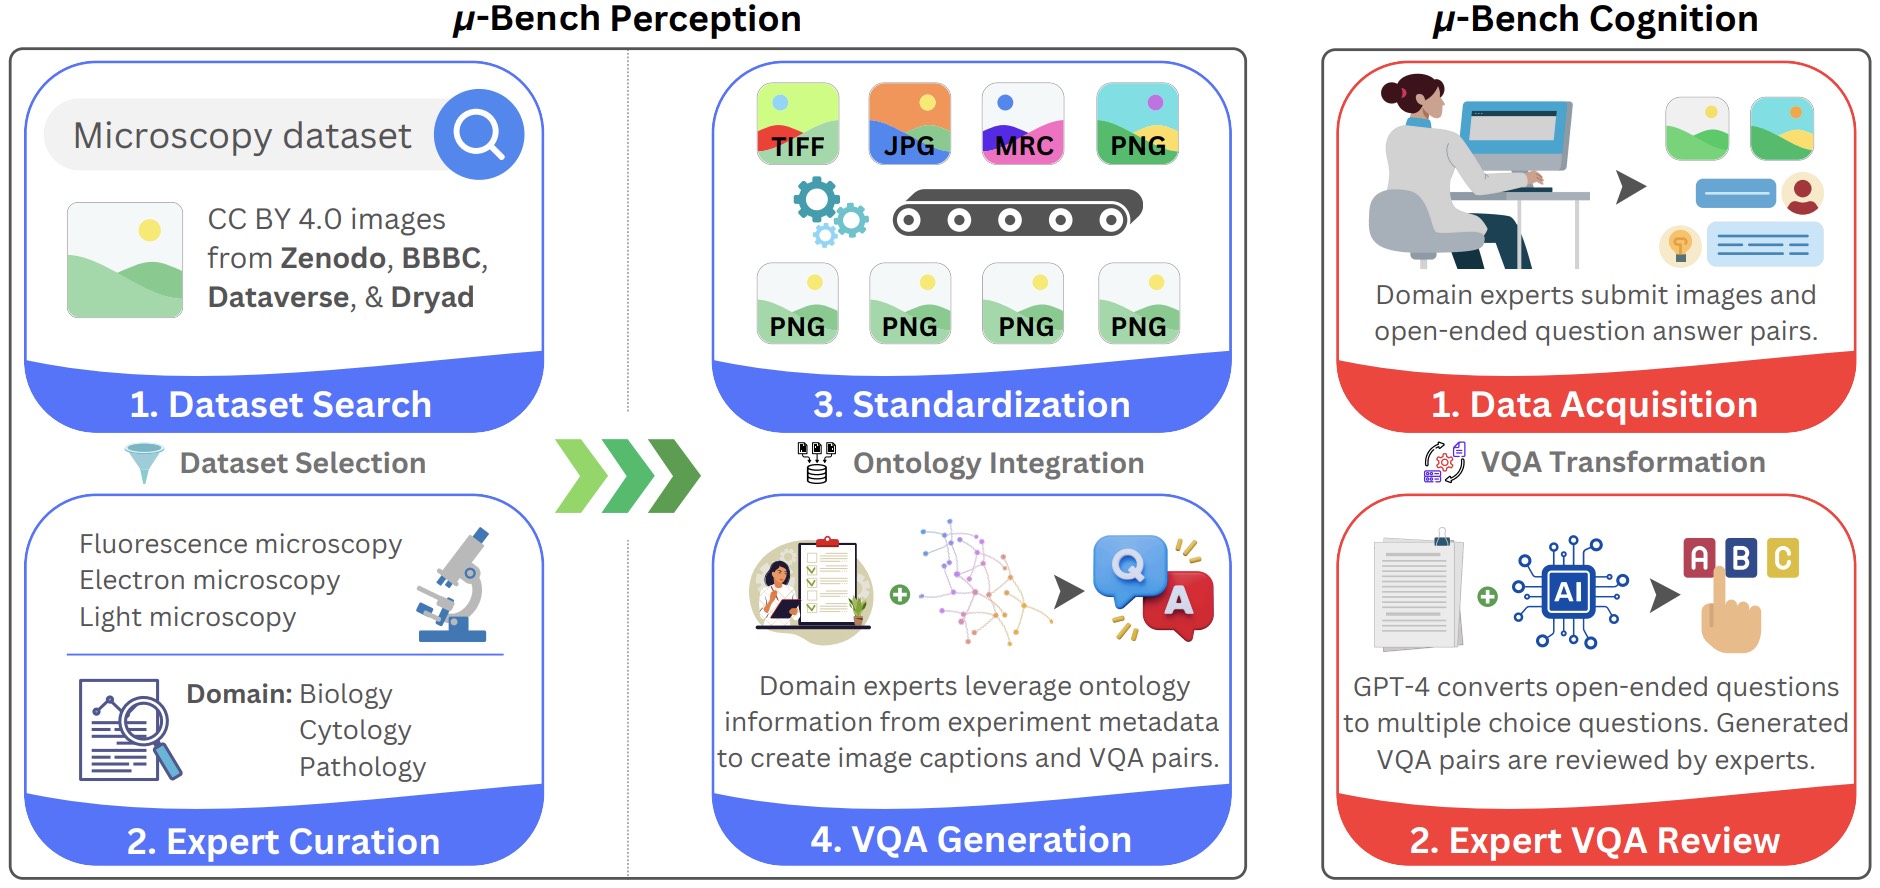 μ-Bench Perception
Microscopy dataset
CC BY 4.0 images
from Zenodo, BBBC,
Dataverse, & Dryad
1. Dataset Search
Dataset Selection
Fluorescence microscopy
Electron microscopy
Light microscopy
Domain: Biology
Cytology
Pathology
2. Expert Curation
TIFF JPG MRC PNG
PNG PNG PNG PNG
3. Standardization
Ontology Integration
Q
A
Domain experts leverage ontology
information from experiment metadata
to create image captions and VQA pairs.
4. VQA Generation
μ-Bench Cognition
Domain experts submit images and
open-ended question answer pairs.
1. Data Acquisition
VQA Transformation
AI
A B C
GPT-4 converts open-ended questions
to multiple choice questions. Generated
VQA pairs are reviewed by experts.
2. Expert VQA Review